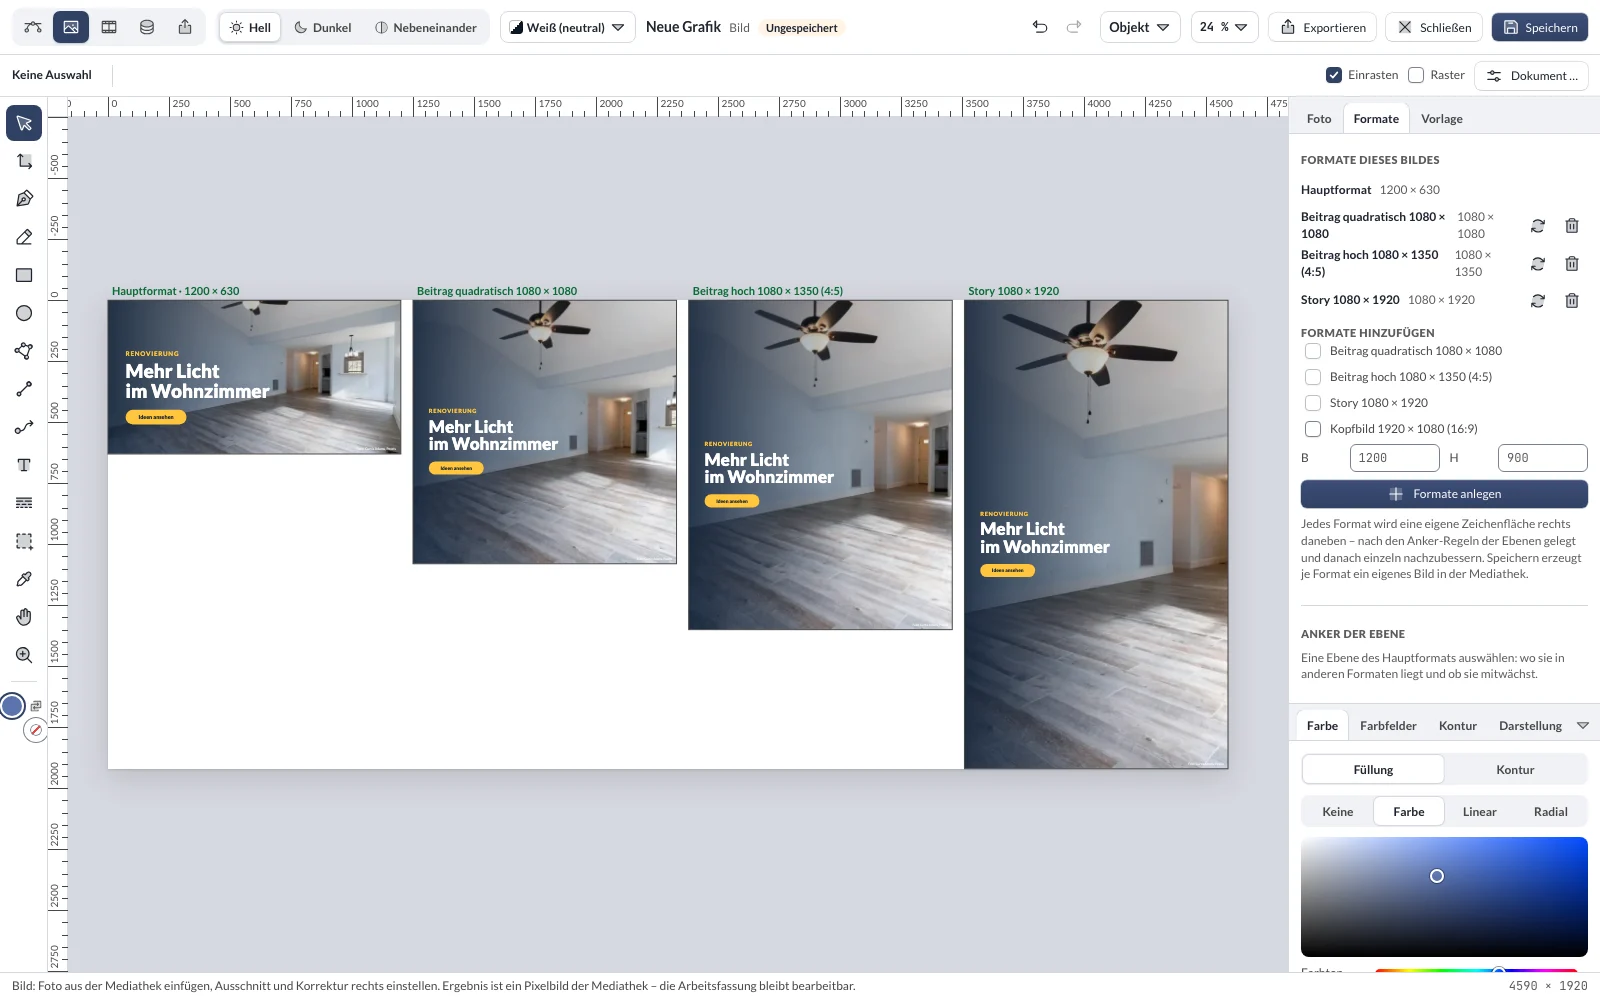 Hell
Dunkel
Nebeneinander
Weiß (neutral)
Neue Grafik
Bild
Ungespeichert
Objekt
24 %
Exportieren
Schließen
Speichern
Keine Auswahl
Einrasten
Raster
Dokument ...
0
250
500
750
1000
1250
1500
1750
2000
2250
2500
2750
3000
3250
3500
3750
4000
4250
4500
475
-500
-250
0
250
500
750
1000
1250
1500
1750
2000
2250
2500
2750
Hauptformat · 1200 × 630
RENOVIERUNG
Mehr Licht
im Wohnzimmer
Ideen ansehen
Beitrag quadratisch 1080 × 1080
RENOVIERUNG
Mehr Licht
im Wohnzimmer
Ideen ansehen
Beitrag hoch 1080 × 1350 (4:5)
RENOVIERUNG
Mehr Licht
im Wohnzimmer
Ideen ansehen
Story 1080 × 1920
RENOVIERUNG
Mehr Licht
im Wohnzimmer
Ideen ansehen
Foto
Formate
Vorlage
FORMATE DIESES BILDES
Hauptformat 1200 × 630
Beitrag quadratisch 1080 × 1080 ×
1080 1080
Beitrag hoch 1080 × 1350 1080 ×
(4:5) 1350
Story 1080 × 1920 1080 × 1920
FORMATE HINZUFÜGEN
Beitrag quadratisch 1080 × 1080
Beitrag hoch 1080 × 1350 (4:5)
Story 1080 × 1920
Kopfbild 1920 × 1080 (16:9)
B 1200 H 900
Formate anlegen
Jedes Format wird eine eigene Zeichenfläche rechts
daneben – nach den Anker-Regeln der Ebenen gelegt
und danach einzeln nachzubessern. Speichern erzeugt
je Format ein eigenes Bild in der Mediathek.
ANKER DER EBENE
Eine Ebene des Hauptformats auswählen: wo sie in
anderen Formaten liegt und ob sie mitwächst.
Farbe
Farbfelder
Kontur
Darstellung
Füllung
Kontur
Keine
Farbe
Linear
Radial
Bild: Foto aus der Mediathek einfügen, Ausschnitt und Korrektur rechts einstellen. Ergebnis ist ein Pixelbild der Mediathek – die Arbeitsfassung bleibt bearbeitbar.
4590 × 1920